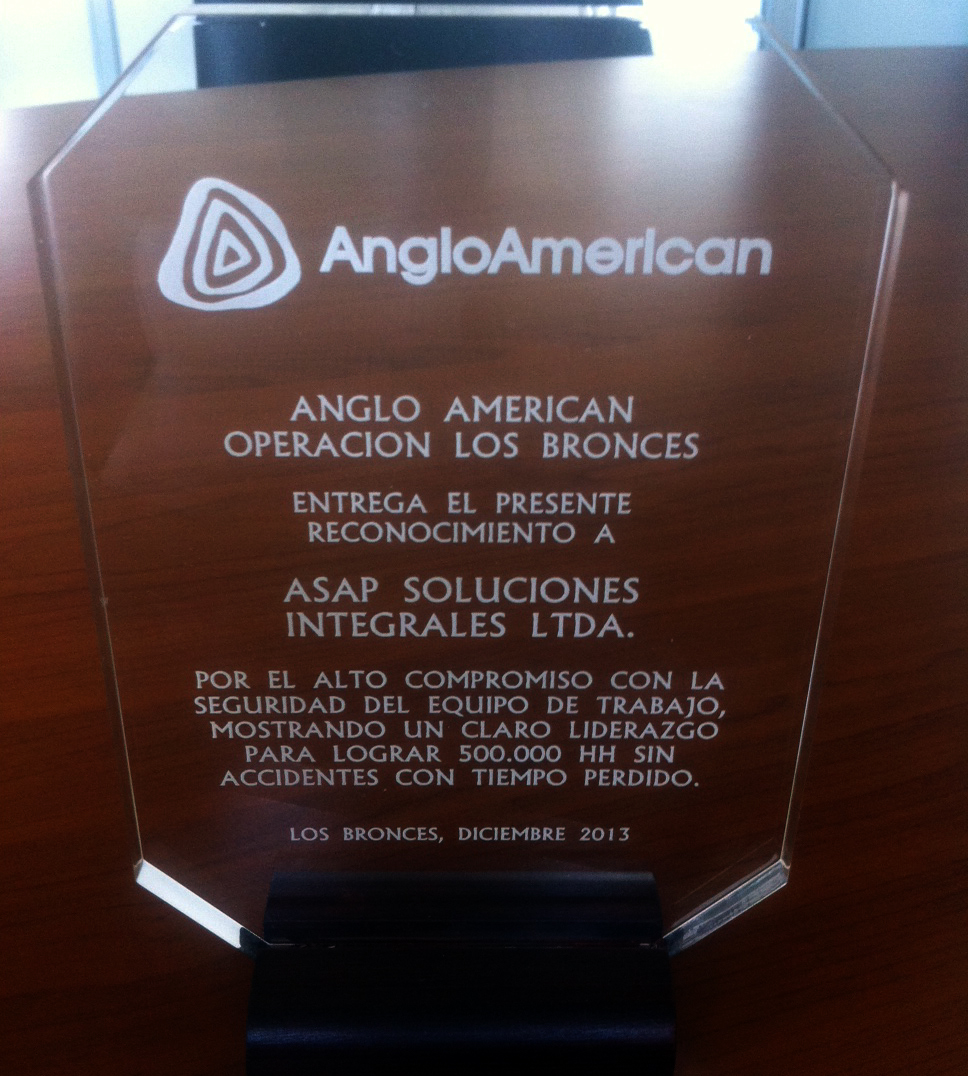 AngloAmerican
ANGLO AMERICAN
OPERACION LOS BRONCES
ENTREGA EL PRESENTE
RECONOCIMIENTO A
ASAP SOLUCIONES
INTEGRALES LTDA.
POR EL ALTO COMPROMISO CON LA
SEGURIDAD DEL EQUIPO DE TRABAJO,
MOSTRANDO UN CLARO LIDERAZGO
PARA LOGRAR 500.000 HH SIN
ACCIDENTES CON TIEMPO PERDIDO.
LOS BRONCES, DICIEMBRE 2013